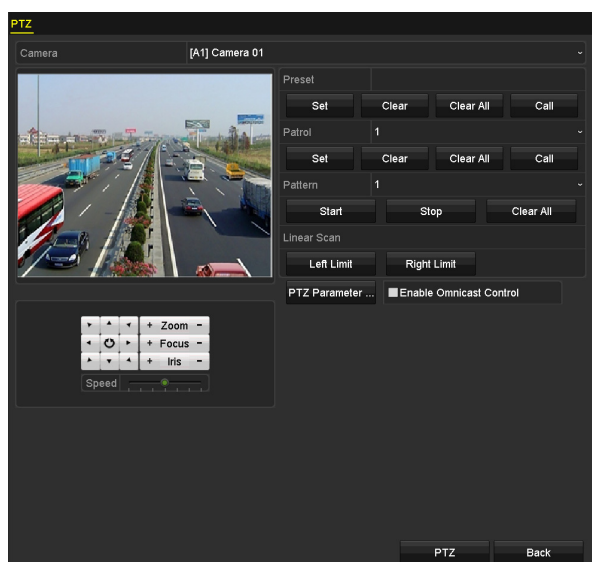 PTZ
Camera [A1] Camera 01
Preset
Set Clear Clear All Call
Patrol 1
Set Clear Clear All Call
Pattern 1
Start Stop Clear All
Linear Scan
Left Limit Right Limit
PTZ Parameter ... Enable Omnicast Control
+ Zoom -
+ Focus -
+ Iris -
Speed
PTZ Back